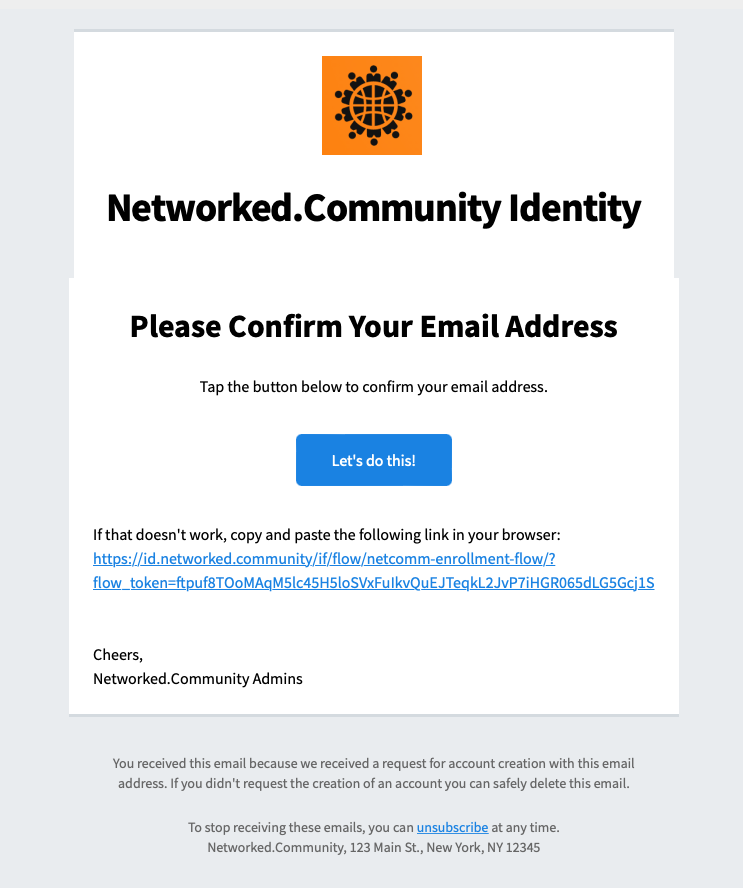 Networked.Community Identity
Please Confirm Your Email Address
Tap the button below to confirm your email address.
Let's do this!
If that doesn't work, copy and paste the following link in your browser:
https://id.networked.community/if/flow/netcomm-enrollment-flow/?
flow_token=ftpuf8TOoMAqM5lc45H5loSVxFuIkvQuEJTeqkL2JvP7iHGR065dLG5Gcj1S
Cheers,
Networked.Community Admins
You received this email because we received a request for account creation with this email
address. If you didn't request the creation of an account you can safely delete this email.
To stop receiving these emails, you can unsubscribe at any time.
Networked.Community, 123 Main St., New York, NY 12345